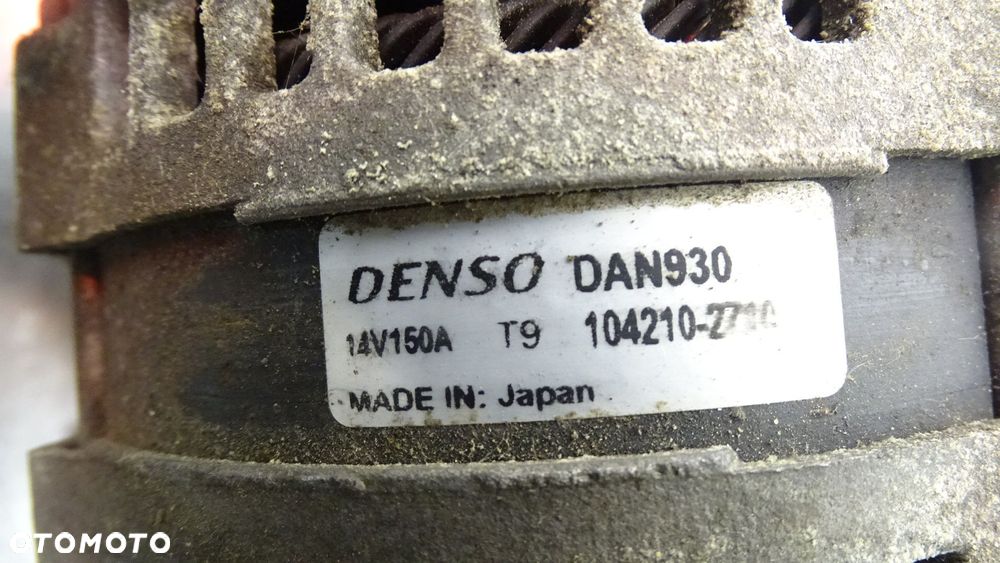 DENSO DAN930
14V150A T9
MADE IN: Japan
OTOMOTO